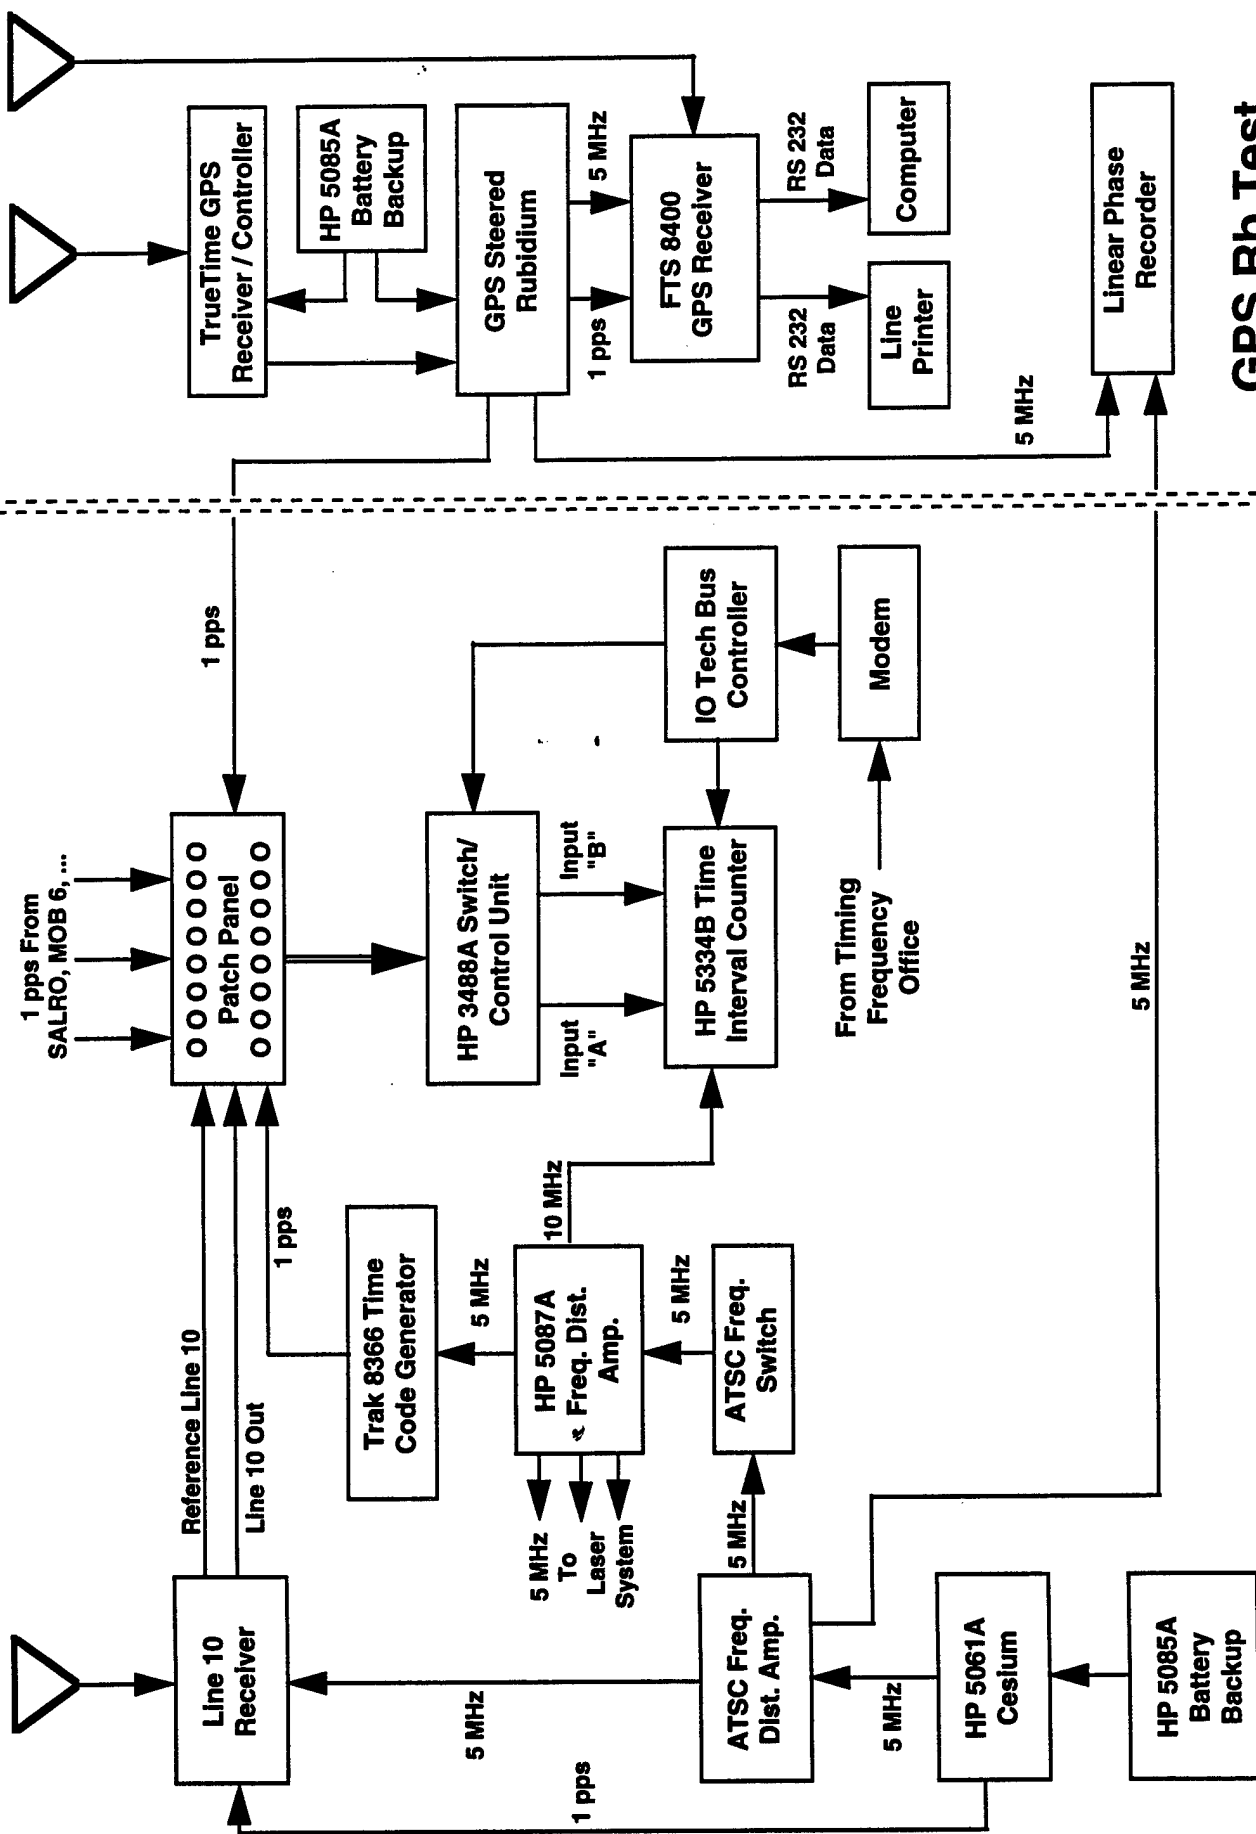 Line 10
Receiver
Reference Line 10
Line 10 Out
1 pps From
SALRO, MOB 6, ...
Patch Panel
1 pps
TrueTime GPS
Receiver / Controller
HP 5085A
Battery
Backup
1 pps
Trak 8366 Time
Code Generator
5 MHz
HP 3488A Switch/
Control Unit
GPS Steered
Rubidium
5 MHz
HP 5087A
Freq. Dist.
Amp.
10 MHz
Input
"A"
Input
"B"
1 pps
5 MHz
5 MHz
To
Laser
System
5 MHz
ATSC Freq.
Switch
HP 5334B Time
Interval Counter
IO Tech Bus
Controller
FTS 8400
GPS Receiver
1 pps
ATSC Freq.
Dist. Amp.
5 MHz
RS 232
Data
RS 232
Data
From Timing
Frequency
Office
Modem
Line
Printer
Computer
5 MHz
HP 5061A
Cesium
5 MHz
5 MHz
Linear Phase
Recorder
HP 5085A
Battery
Backup
GPS Rb Test